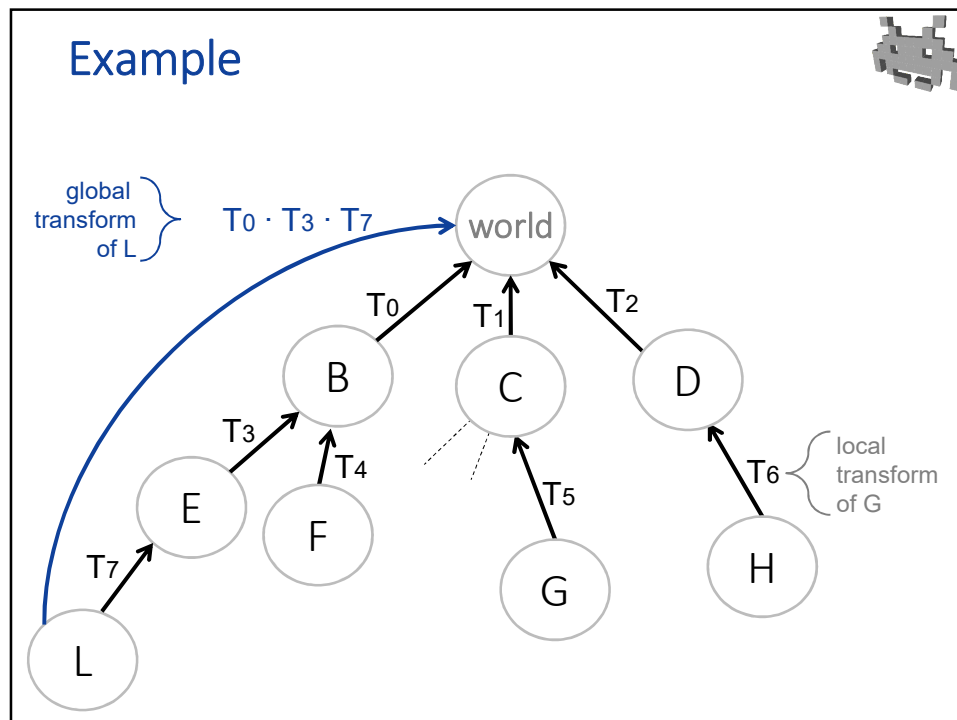 Example
global
transform
of L
T0 · T3 · T7
world
T0
T1
T2
B
C
D
T3
T4
T5
T6
local
transform
of G
E
F
G
H
T7
L